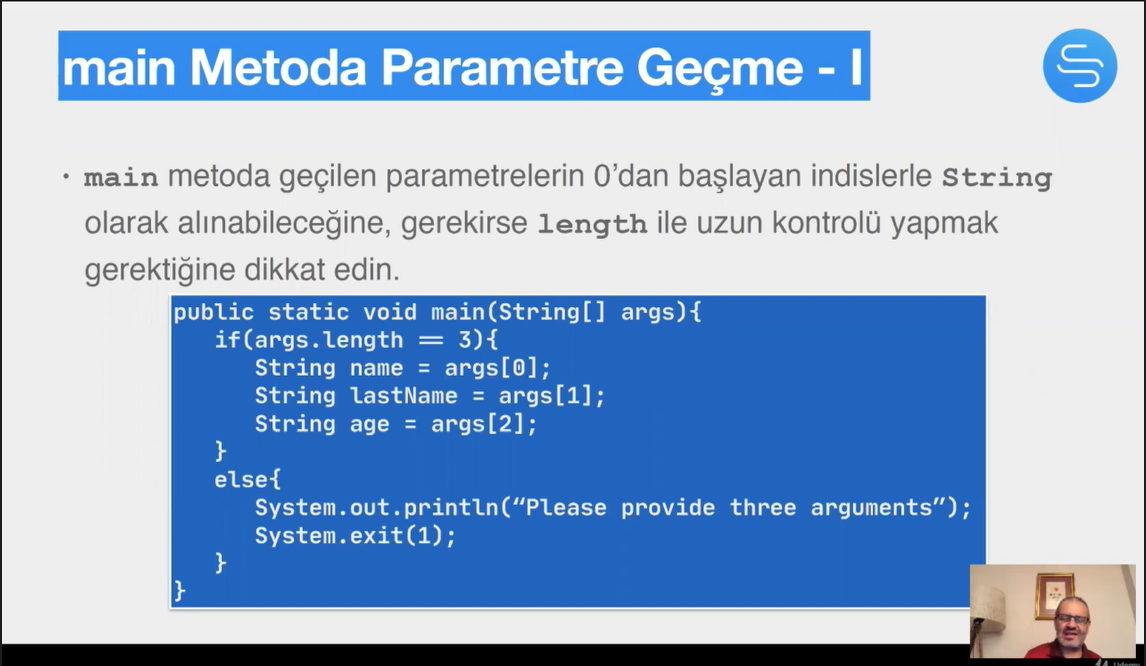 main Metoda Parametre Geçme - I
• main metoda geçilen parametrelerin 0’dan başlayan indislerle String
olarak alınabileceğine, gerekirse length ile uzun kontrolü yapmak
gerektiğine dikkat edin.
public static void main(String[] args){
if(args.length == 3){
String name = args[0];
String lastName = args[1];
String age = args[2];
}
else{
System.out.println(“Please provide three arguments”);
System.exit(1);
}
}
Udemy